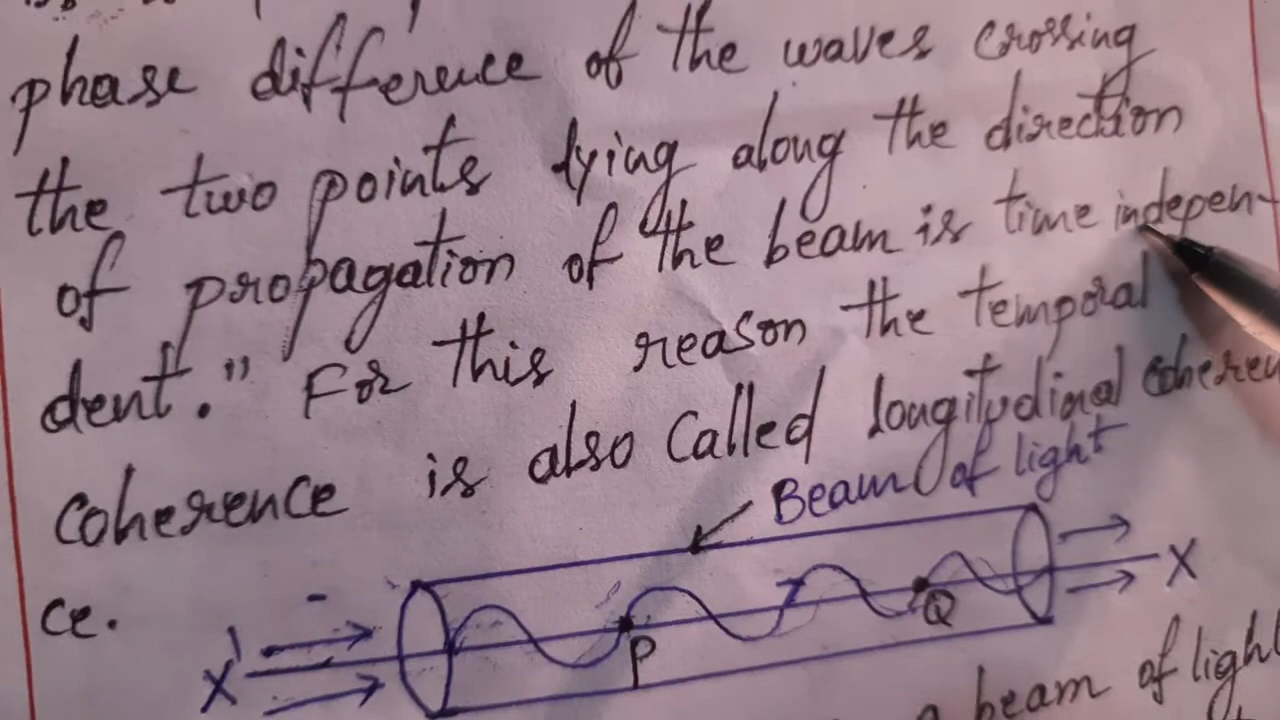 phase difference of the waves crossing
the two points lying along the direction
of propagation of the beam is time indepen-
dent." For this reason the temporal
coherence is also called longitudinal coheren
ce.
Beam of light
X'
P
Q
X
a beam of light